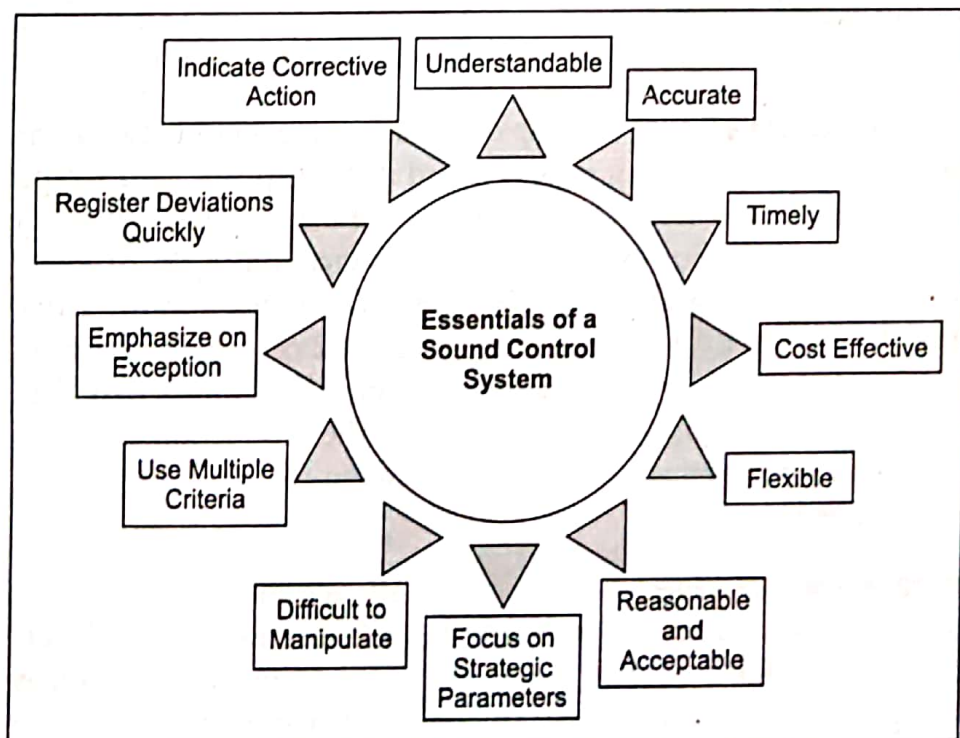 Essentials of a
Sound Control
System
Understandable
Accurate
Timely
Cost Effective
Flexible
Reasonable
and
Acceptable
Focus on
Strategic
Parameters
Difficult to
Manipulate
Use Multiple
Criteria
Emphasize on
Exception
Register Deviations
Quickly
Indicate Corrective
Action